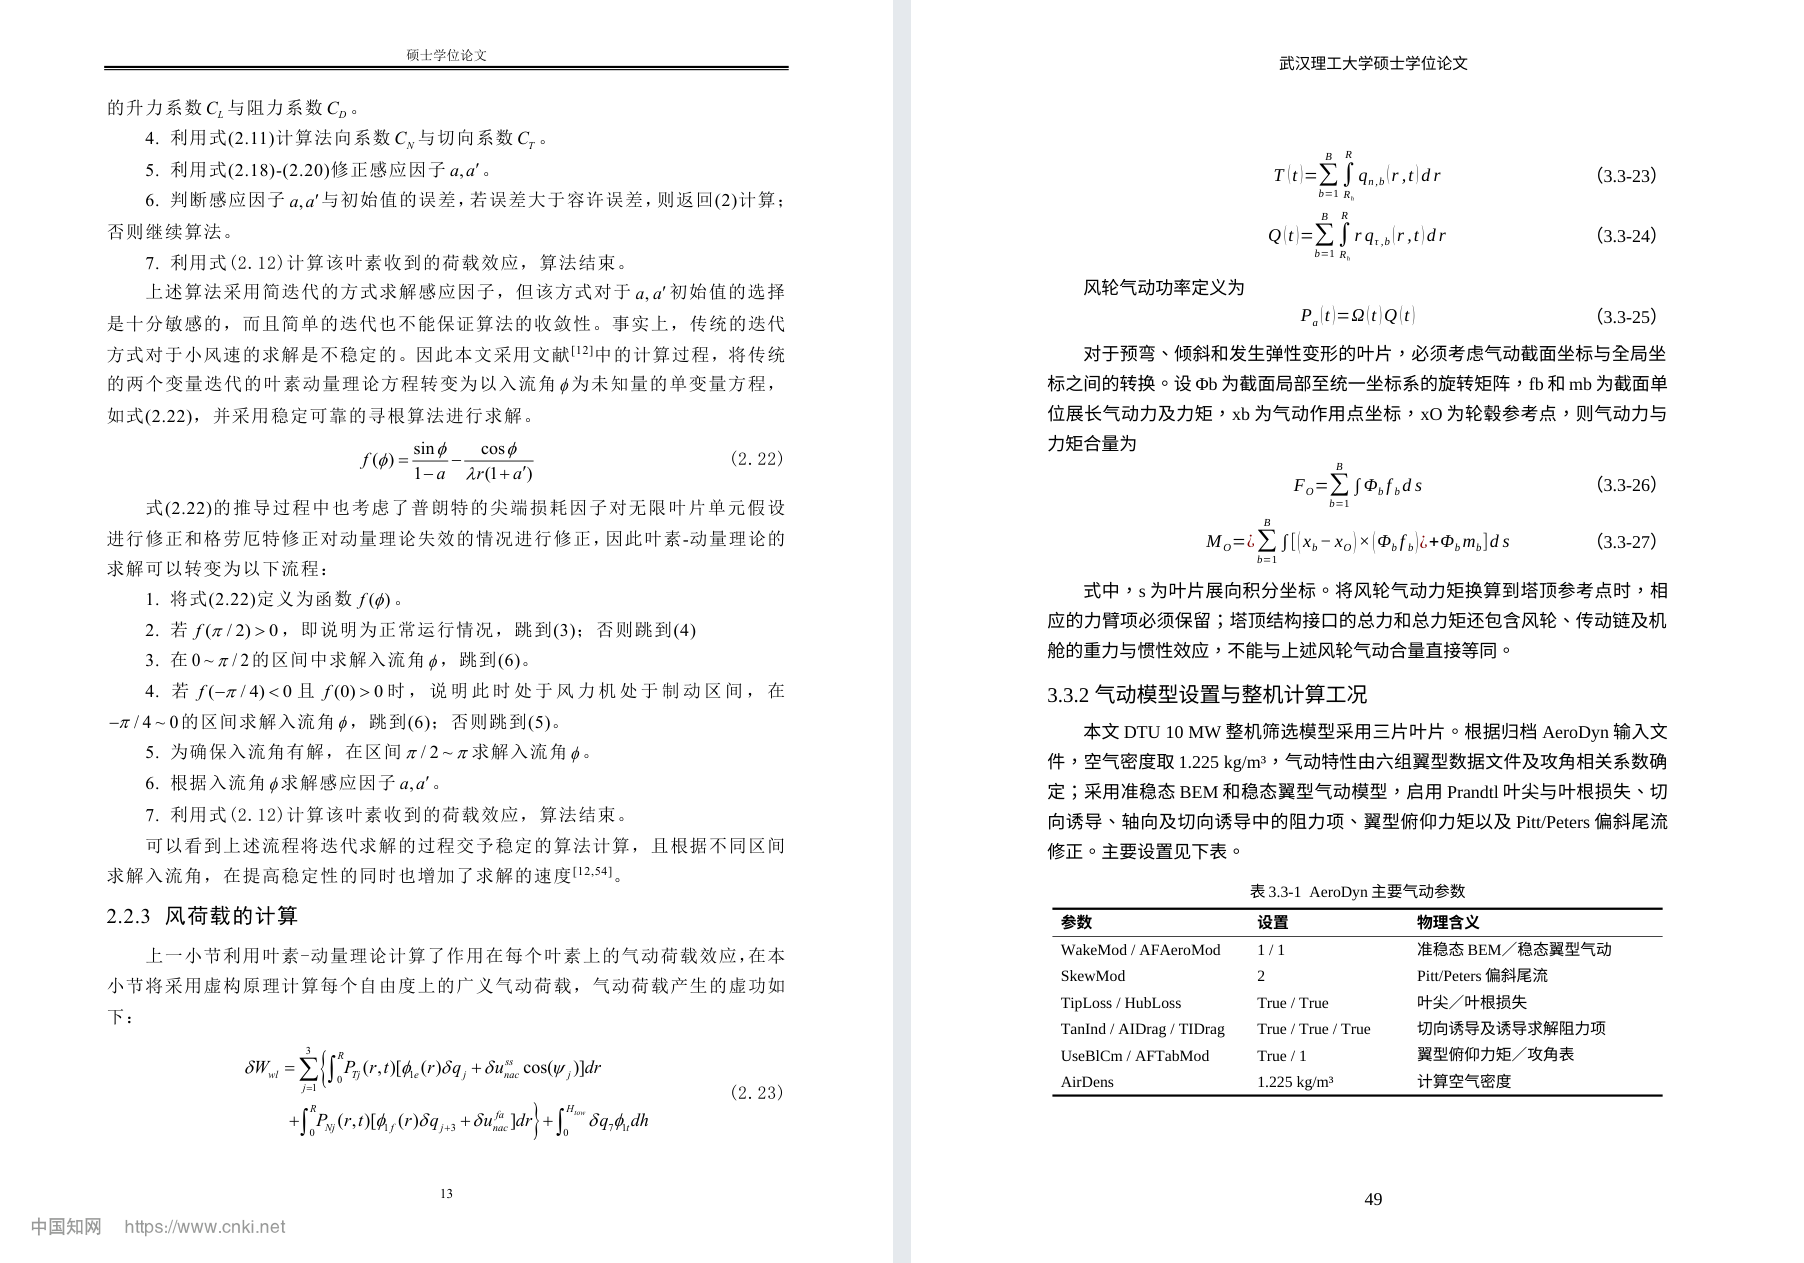 硕士学位论文
的升力系数 C_L 与阻力系数 C_D 。
4. 利用式(2.11)计算法向系数 C_N 与切向系数 C_T 。
5. 利用式(2.18)-(2.20)修正感应因子 a,a′ 。
6. 判断感应因子 a,a′ 与初始值的误差,若误差大于容许误差,则返回(2)计算;
否则继续算法。
7. 利用式(2.12)计算该叶素收到的荷载效应，算法结束。
上述算法采用简迭代的方式求解感应因子，但该方式对于 a,a′ 初始值的选择
是十分敏感的，而且简单的迭代也不能保证算法的收敛性。事实上，传统的迭代
方式对于小风速的求解是不稳定的。因此本文采用文献[12]中的计算过程，将传统
的两个变量迭代的叶素动量理论方程转变为以入流角ϕ为未知量的单变量方程，
如式(2.22)，并采用稳定可靠的寻根算法进行求解。
f(ϕ) = sinϕ/(1−a) − cosϕ/(λr(1+a′)) (2.22)
式(2.22)的推导过程中也考虑了普朗特的尖端损耗因子对无限叶片单元假设
进行修正和格劳厄特修正对动量理论失效的情况进行修正,因此叶素-动量理论的
求解可以转变为以下流程：
1. 将式(2.22)定义为函数 f(ϕ) 。
2. 若 f(π/2)>0，即说明为正常运行情况，跳到(3)；否则跳到(4)
3. 在 0~π/2 的区间中求解入流角ϕ，跳到(6)。
4. 若 f(−π/4)<0 且 f(0)>0 时，说明此时处于风力机处于制动区间，在
−π/4~0 的区间求解入流角ϕ，跳到(6)；否则跳到(5)。
5. 为确保入流角有解，在区间 π/2~π 求解入流角ϕ。
6. 根据入流角ϕ求解感应因子 a,a′ 。
7. 利用式(2.12)计算该叶素收到的荷载效应，算法结束。
可以看到上述流程将迭代求解的过程交予稳定的算法计算，且根据不同区间
求解入流角，在提高稳定性的同时也增加了求解的速度[12,54]。
2.2.3 风荷载的计算
上一小节利用叶素-动量理论计算了作用在每个叶素上的气动荷载效应,在本
小节将采用虚构原理计算每个自由度上的广义气动荷载，气动荷载产生的虚功如
下：
δW_wl = ∑_{j=1}^{3} { ∫_0^R P_Tj(r,t)[ϕ_1e(r)δq_j + δu_nac^ss cos(ψ_j)]dr
+ ∫_0^R P_Nj(r,t)[ϕ_1f(r)δq_{j+3} + δu_nac^fa]dr } + ∫_0^{H_tow} δq_7 ϕ_1t dh (2.23)
13
中国知网 https://www.cnki.net
武汉理工大学硕士学位论文
T(t)=∑_{b=1}^{B} ∫_{R_h}^{R} q_{n,b}(r,t)dr （3.3-23）
Q(t)=∑_{b=1}^{B} ∫_{R_h}^{R} r q_{τ,b}(r,t)dr （3.3-24）
风轮气动功率定义为
P_a(t)=Ω(t)Q(t) （3.3-25）
对于预弯、倾斜和发生弹性变形的叶片，必须考虑气动截面坐标与全局坐
标之间的转换。设 Φb 为截面局部至统一坐标系的旋转矩阵，fb 和 mb 为截面单
位展长气动力及力矩，xb 为气动作用点坐标，xO 为轮毂参考点，则气动力与
力矩合量为
F_O=∑_{b=1}^{B} ∫Φ_b f_b ds （3.3-26）
M_O=¿∑_{b=1}^{B} ∫[(x_b−x_O)×(Φ_b f_b)¿+Φ_b m_b]ds （3.3-27）
式中，s 为叶片展向积分坐标。将风轮气动力矩换算到塔顶参考点时，相
应的力臂项必须保留；塔顶结构接口的总力和总力矩还包含风轮、传动链及机
舱的重力与惯性效应，不能与上述风轮气动合量直接等同。
3.3.2 气动模型设置与整机计算工况
本文 DTU 10 MW 整机筛选模型采用三片叶片。根据归档 AeroDyn 输入文
件，空气密度取 1.225 kg/m³，气动特性由六组翼型数据文件及攻角相关系数确
定；采用准稳态 BEM 和稳态翼型气动模型，启用 Prandtl 叶尖与叶根损失、切
向诱导、轴向及切向诱导中的阻力项、翼型俯仰力矩以及 Pitt/Peters 偏斜尾流
修正。主要设置见下表。
表 3.3-1 AeroDyn 主要气动参数
参数 设置 物理含义
WakeMod / AFAeroMod 1 / 1 准稳态 BEM／稳态翼型气动
SkewMod 2 Pitt/Peters 偏斜尾流
TipLoss / HubLoss True / True 叶尖／叶根损失
TanInd / AIDrag / TIDrag True / True / True 切向诱导及诱导求解阻力项
UseBlCm / AFTabMod True / 1 翼型俯仰力矩／攻角表
AirDens 1.225 kg/m³ 计算空气密度
49